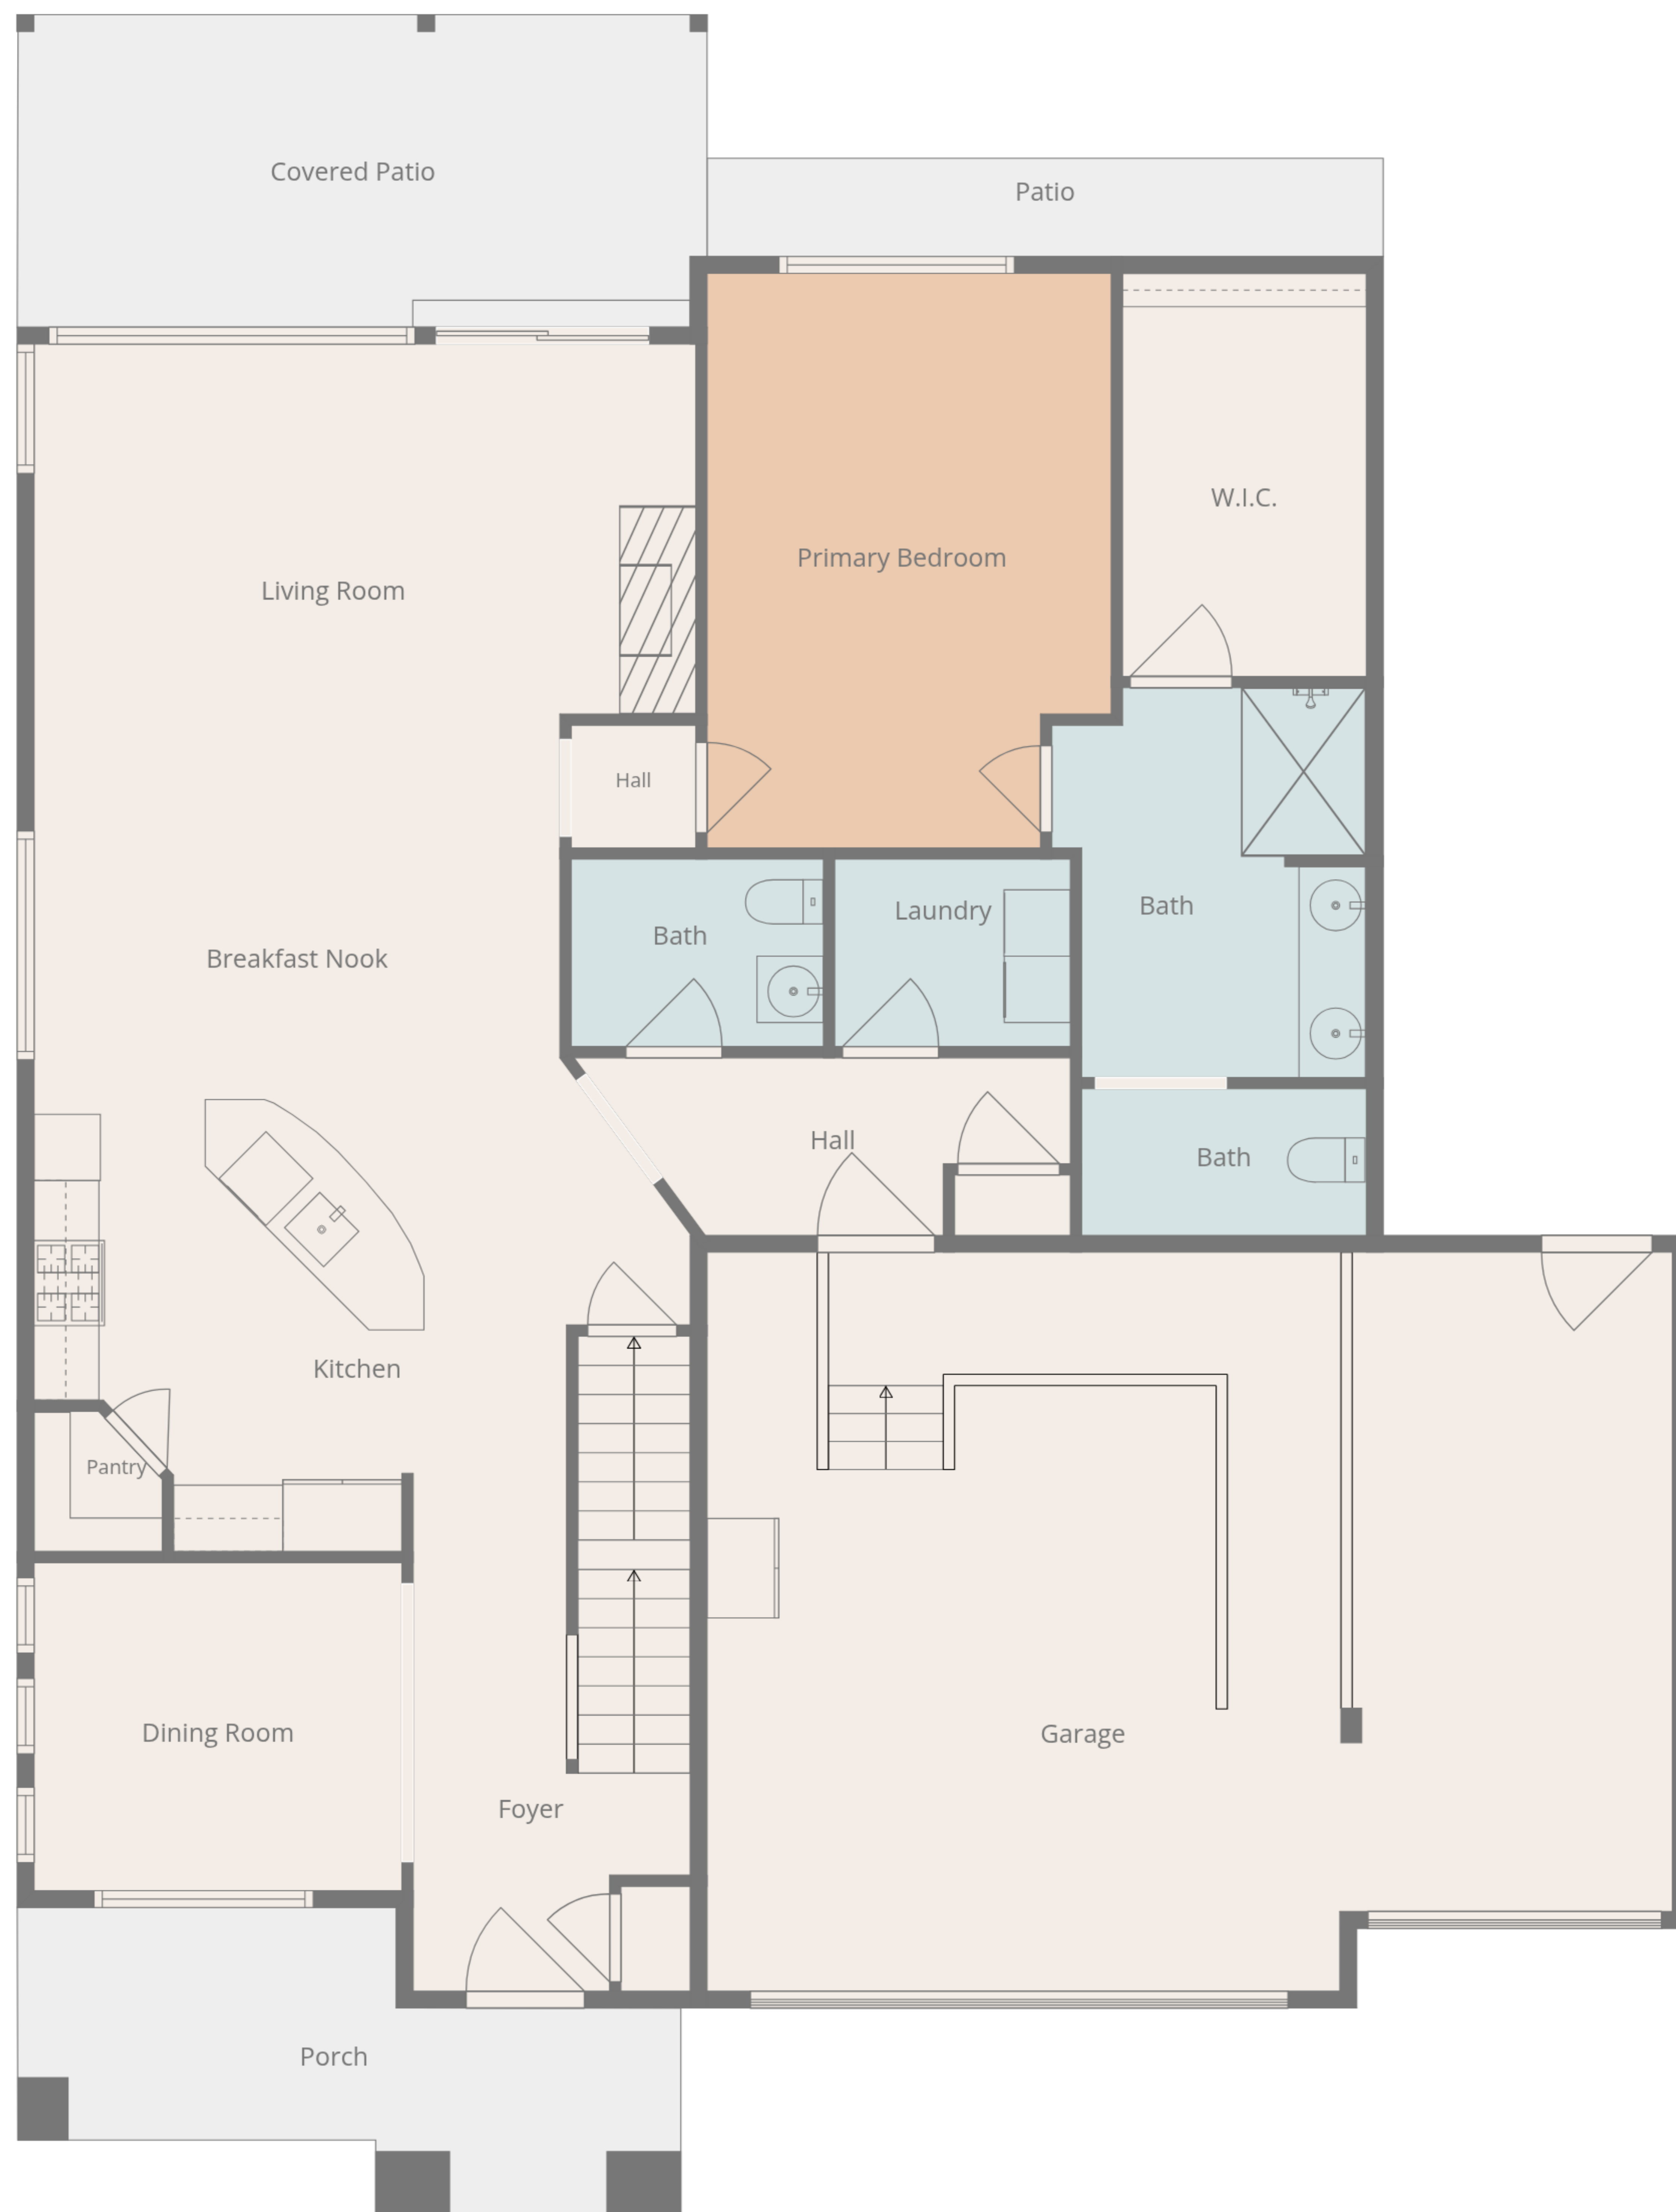 Covered Patio
Patio
W.I.C.
Primary Bedroom
Living Room
Hall
Bath
Laundry
Bath
Breakfast Nook
Hall
Bath
Kitchen
Pantry
Dining Room
Garage
Foyer
Porch